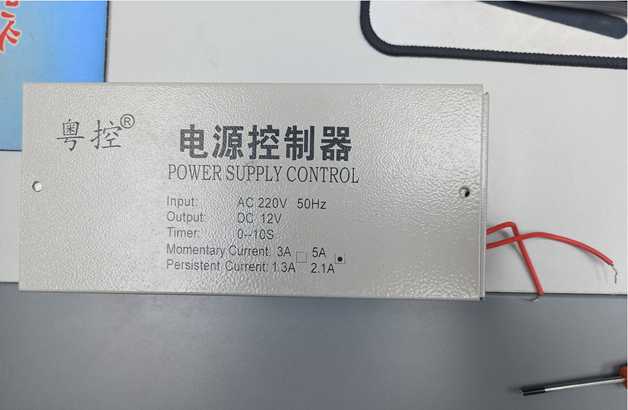 粤控®
电源控制器
POWER SUPPLY CONTROL
Input: AC 220V 50Hz
Output: DC 12V
Timer: 0--10S
Momentary Current: 3A 5A
Persistent Current: 1.3A 2.1A